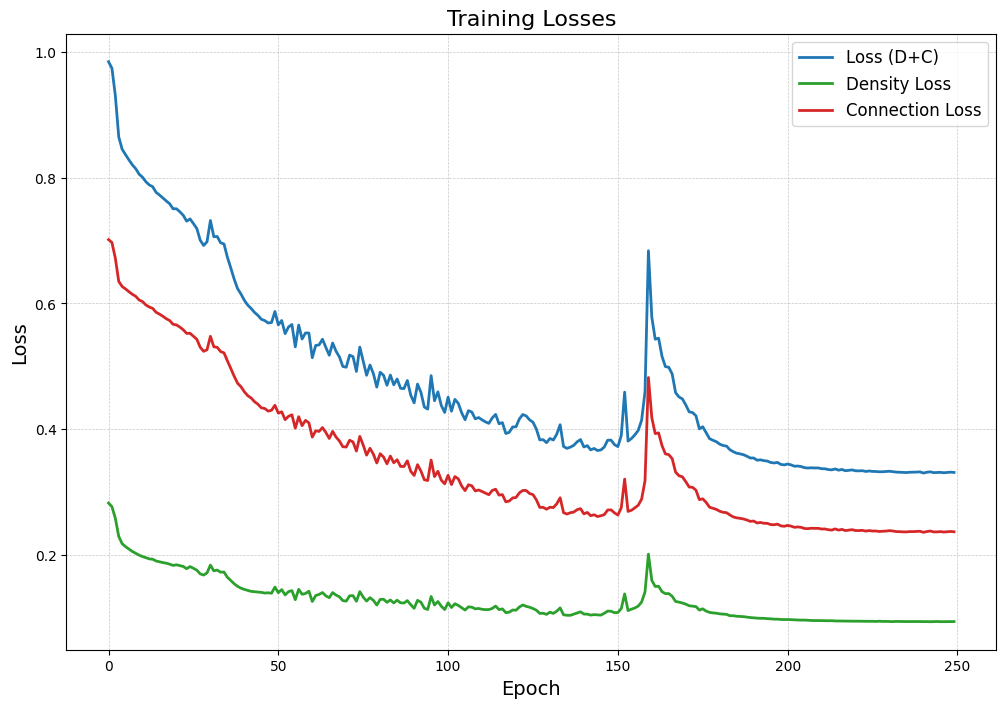 Training Losses
Loss (D+C)
Density Loss
Connection Loss
1.0
0.8
0.6
0.4
0.2
Loss
0 50 100 150 200 250
Epoch